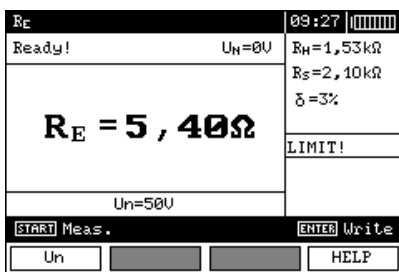 RE 09:27
Ready! UN=0V RH=1,53kΩ
RS=2,10kΩ
δ=3%
RE =5,40Ω
LIMIT!
Un=50V
START Meas. ENTER Write
Un HELP